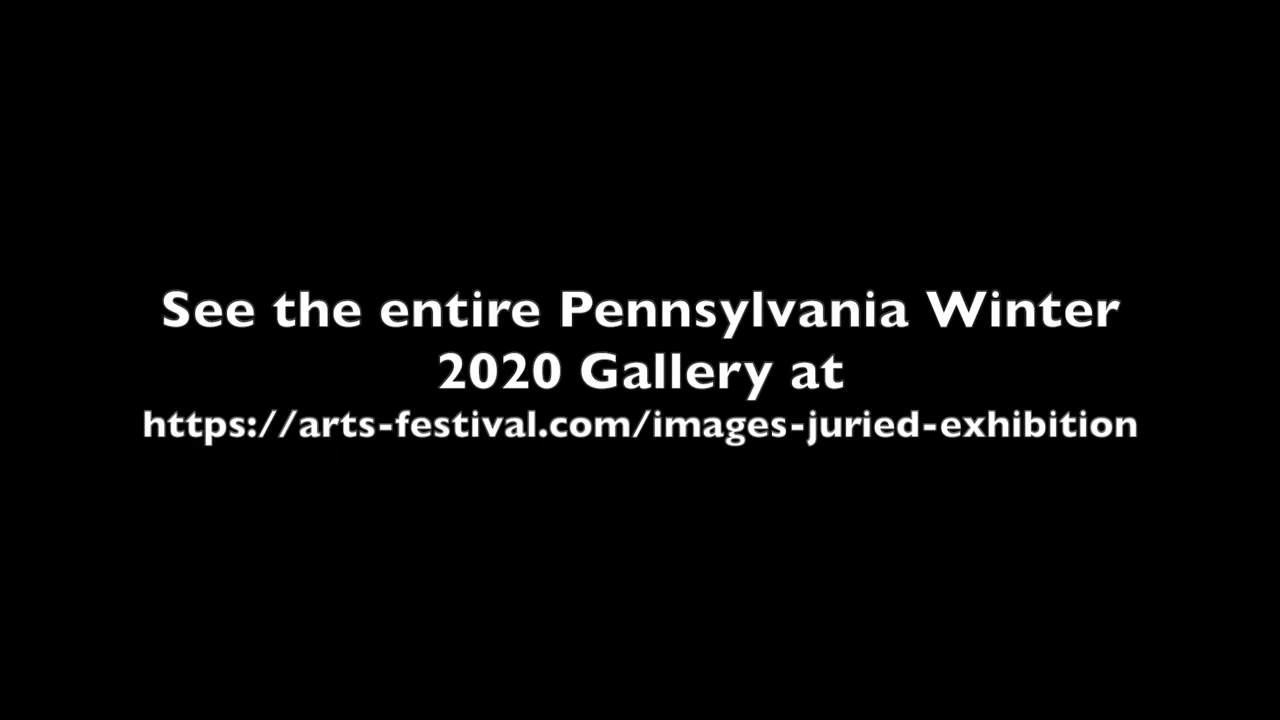 See the entire Pennsylvania Winter
2020 Gallery at
https://arts-festival.com/images-juried-exhibition